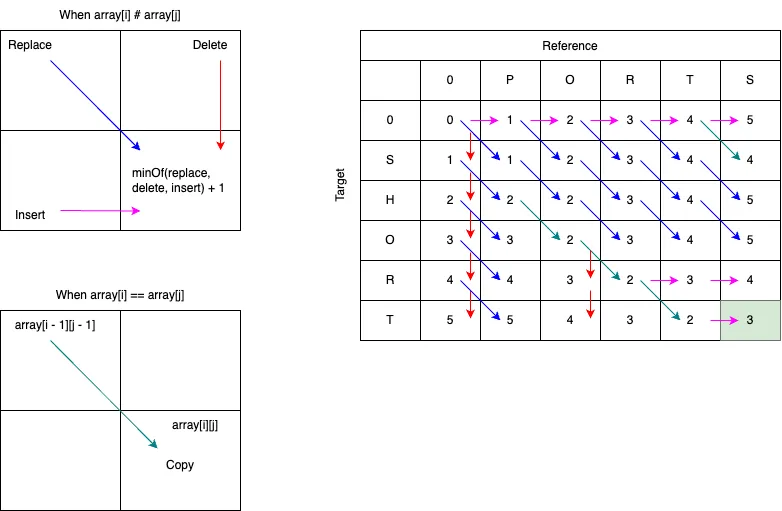 When array[i] # array[j]
Replace
Delete
minOf(replace,
delete, insert) + 1
Insert
When array[i] == array[j]
array[i - 1][j - 1]
array[i][j]
Copy
Reference
Target
0 P O R T S
0 0 1 2 3 4 5
S 1 1 2 3 4 4
H 2 2 2 3 4 5
O 3 3 2 3 4 5
R 4 4 3 2 3 4
T 5 5 4 3 2 3